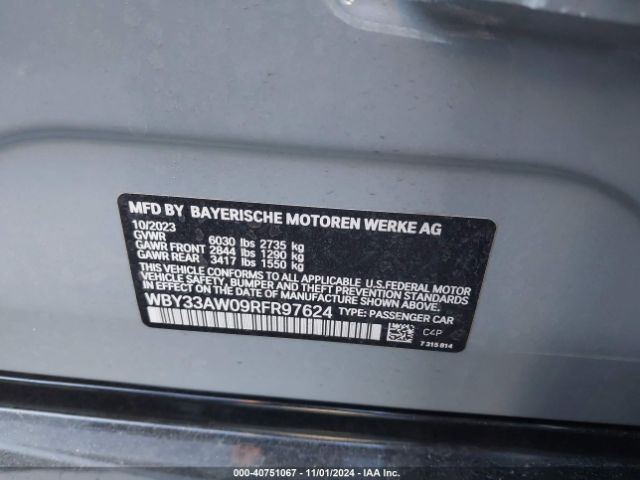 MFD BY BAYERISCHE MOTOREN WERKE AG
10/2023
GVWR 6030 lbs 2735 kg
GAWR FRONT 2844 lbs 1290 kg
GAWR REAR 3417 lbs 1550 kg
THIS VEHICLE CONFORMS TO ALL APPLICABLE U.S.FEDERAL MOTOR
VEHICLE SAFETY, BUMPER AND THEFT PREVENTION STANDARDS
IN EFFECT ON THE DATE OF MANUFACTURE SHOWN ABOVE.
WBY33AW09RFR97624 TYPE: PASSENGER CAR
7 315 814
000-40751067 - 11/01/2024 - IAA Inc.